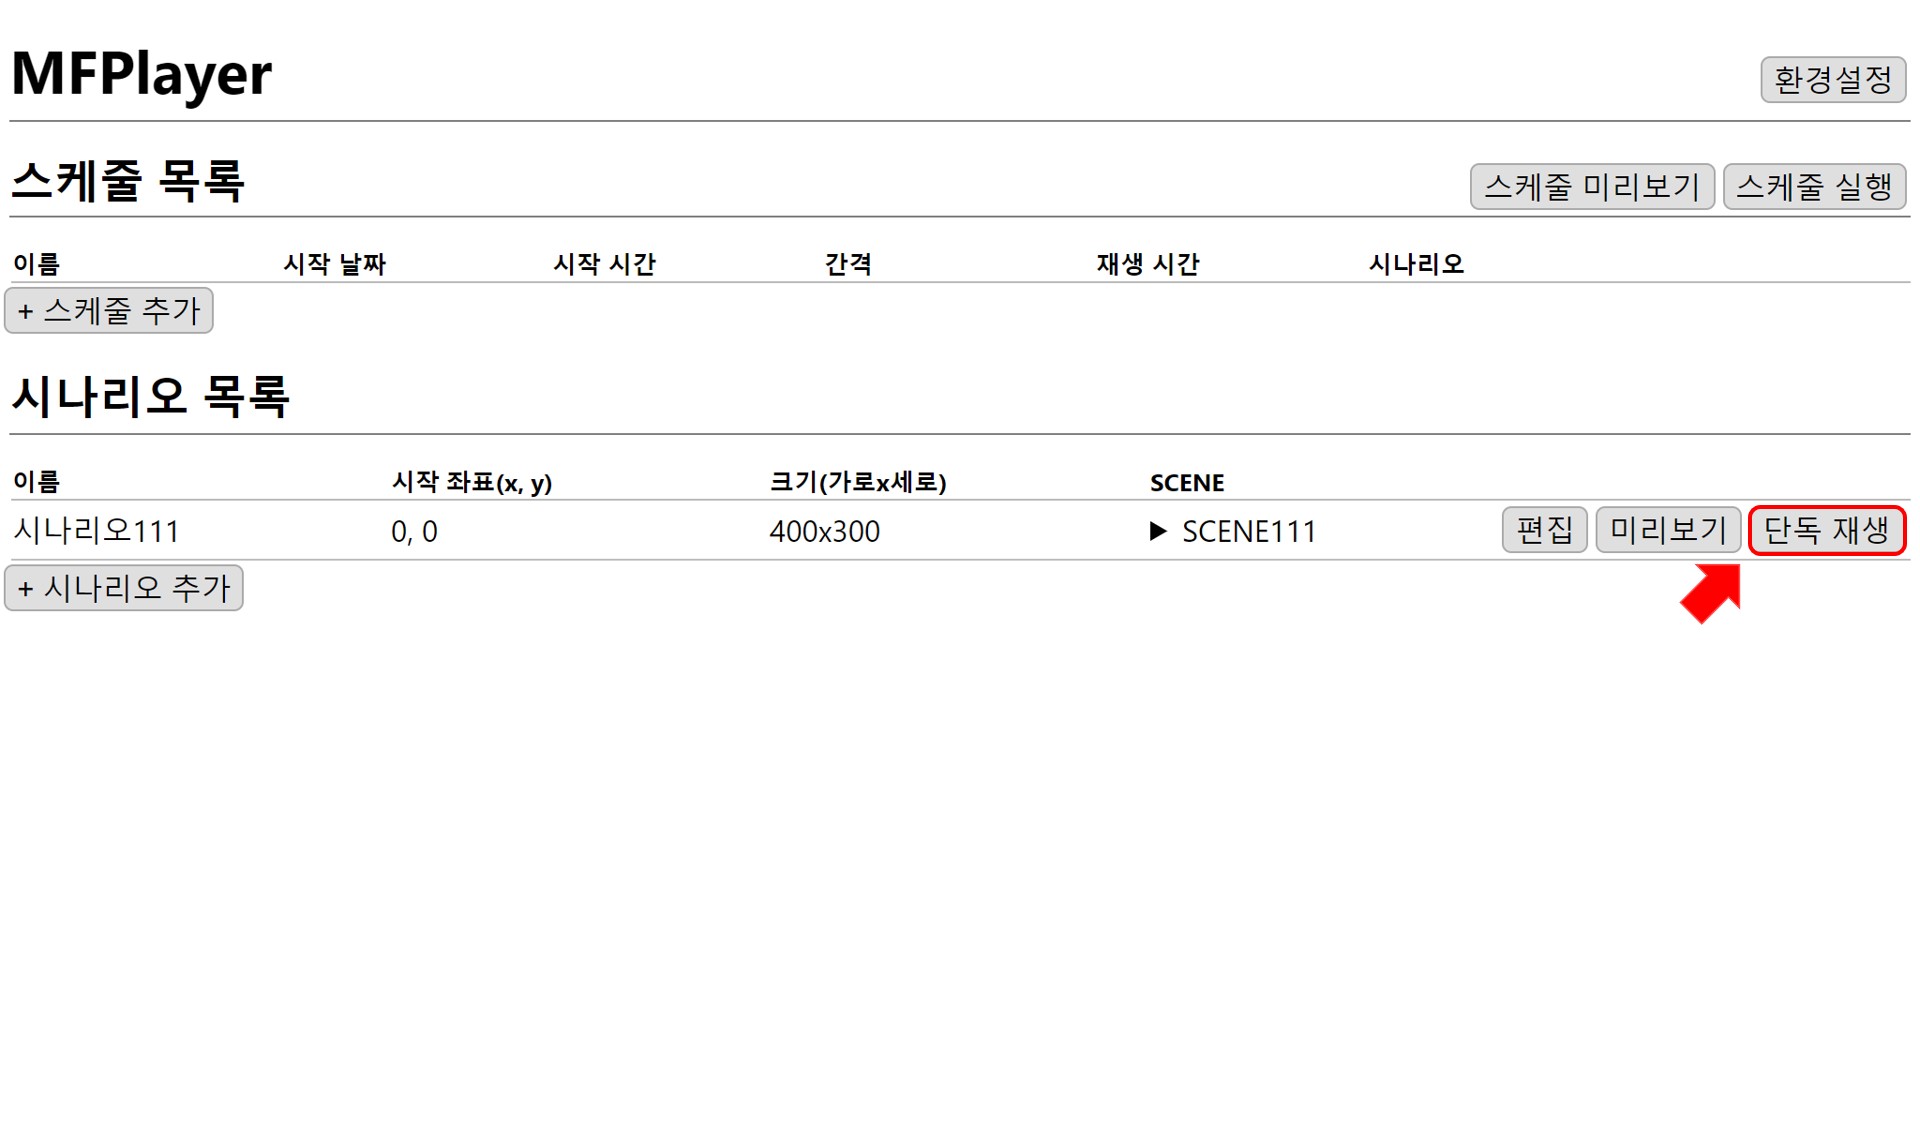 MFPlayer
환경설정
스케줄 목록
스케줄 미리보기 스케줄 실행
이름 시작 날짜 시작 시간 간격 재생 시간 시나리오
+ 스케줄 추가
시나리오 목록
이름 시작 좌표(x, y) 크기(가로x세로) SCENE
시나리오111 0, 0 400x300 ▶ SCENE111 편집 미리보기 단독 재생
+ 시나리오 추가